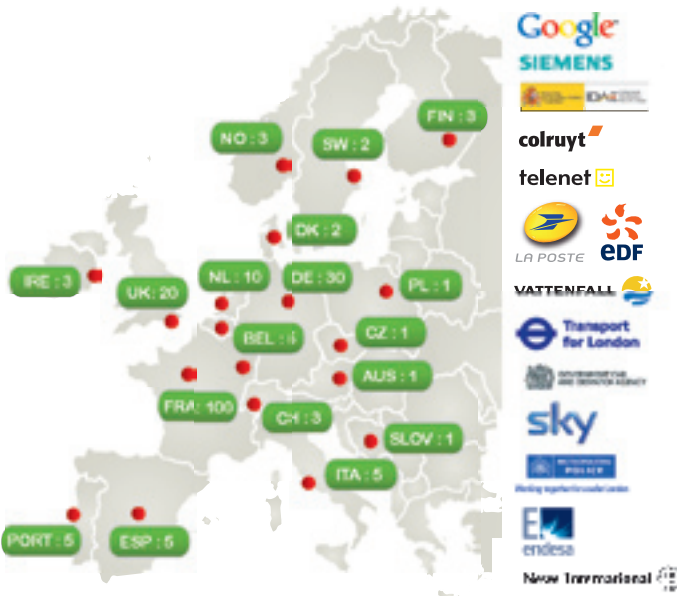 Google
SIEMENS
FIN : 3
NO : 3
SW : 2
colruyt
telenet
DK : 2
LA POSTE
eDF
IRE : 3
UK: 20
NL : 10
DE : 30
PL : 1
VATTENFALL
BEL :
CZ : 1
Transport
for London
AUS : 1
FRA: 100
CH : 3
SLOV : 1
sky
ITA : 5
METROPOLITAN
POLICE
PORT : 5
ESP : 5
E
endesa